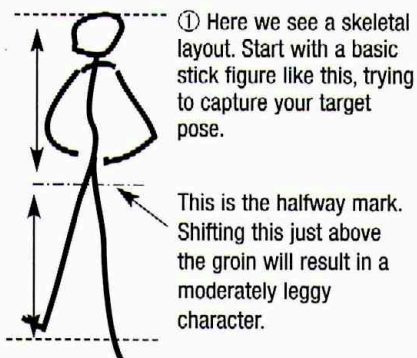 ① Here we see a skeletal
layout. Start with a basic
stick figure like this, trying
to capture your target
pose.
This is the halfway mark.
Shifting this just above
the groin will result in a
moderately leggy
character.